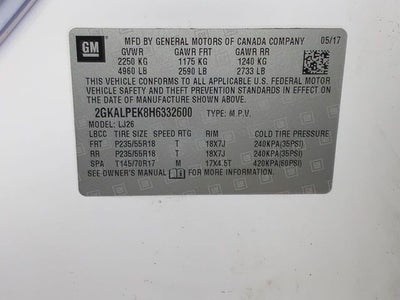 GM
MFD BY GENERAL MOTORS OF CANADA COMPANY 05/17
GVWR GAWR FRT GAWR RR
2250 KG 1175 KG 1240 KG
4960 LB 2590 LB 2733 LB
THIS VEHICLE CONFORMS TO ALL APPLICABLE U.S. FEDERAL MOTOR
VEHICLE SAFETY AND THEFT PREVENTION STANDARDS IN EFFECT ON
THE DATE OF MANUFACTURE SHOWN ABOVE.
2GKALPEK8H6332600 TYPE: M.P.V.
MODEL: LJ26
LBCC TIRE SIZE SPEED RTG RIM COLD TIRE PRESSURE
FRT P235/55R18 T 18X7J 240KPA(35PSI)
RR P235/55R18 T 18X7J 240KPA(35PSI)
SPA T145/70R17 M 17X4.5T 420KPA(60PSI)
SEE OWNER'S MANUAL FOR MORE INFORMATION.